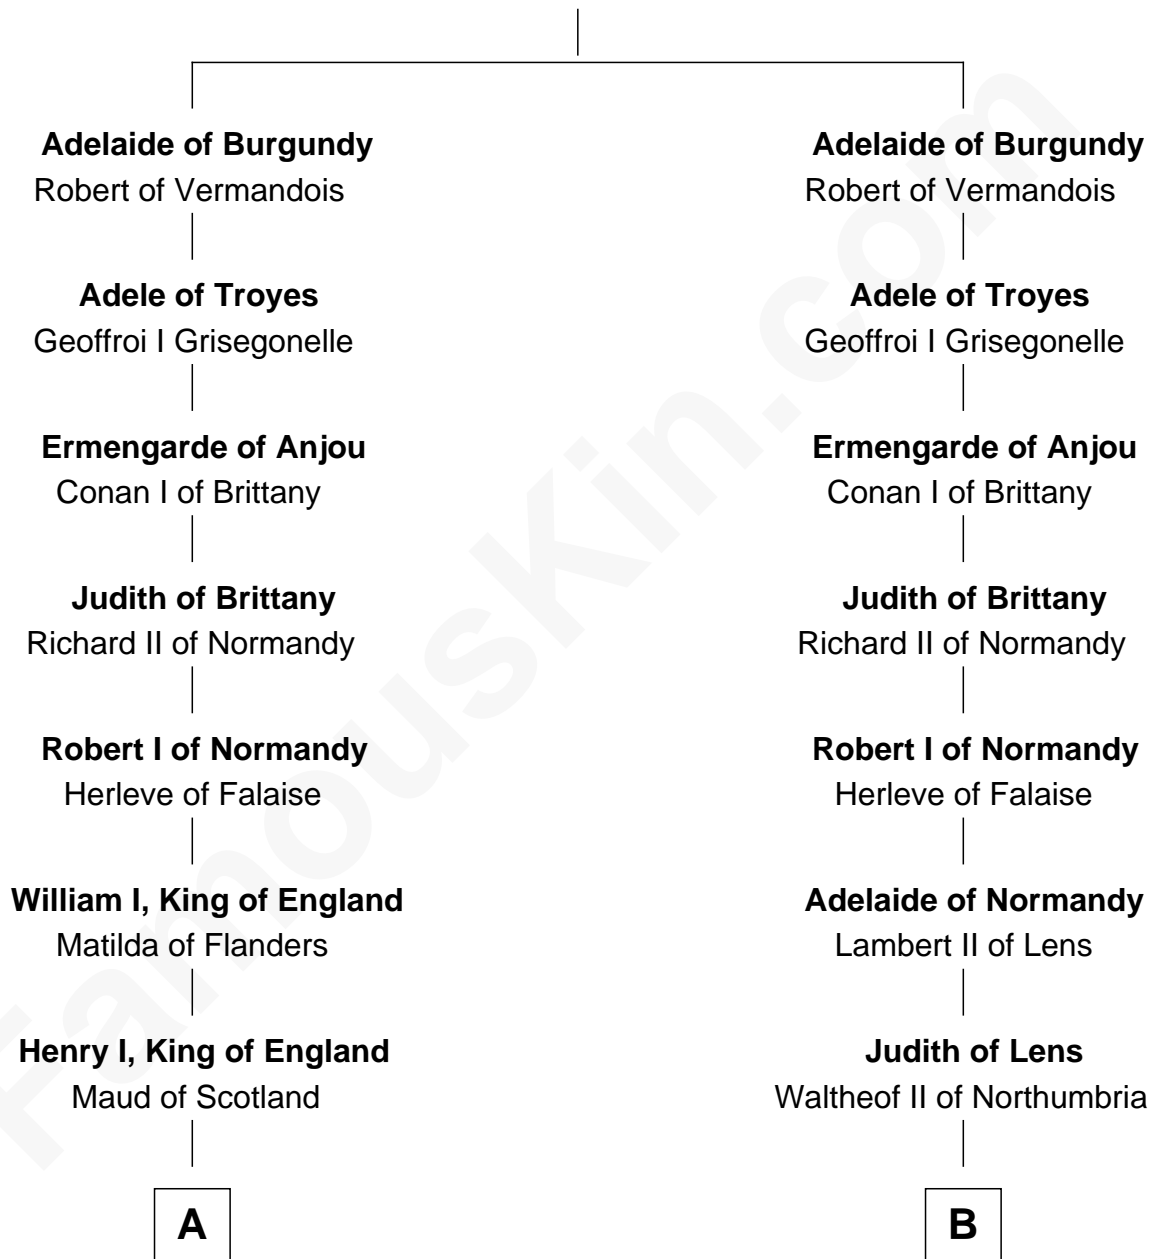 Adelaide of Burgundy
Robert of Vermandois
Adele of Troyes
Geoffroi I Grisegonelle
Ermengarde of Anjou
Conan I of Brittany
Judith of Brittany
Richard II of Normandy
Robert I of Normandy
Herleve of Falaise
William I, King of England
Matilda of Flanders
Henry I, King of England
Maud of Scotland
A
Adelaide of Burgundy
Robert of Vermandois
Adele of Troyes
Geoffroi I Grisegonelle
Ermengarde of Anjou
Conan I of Brittany
Judith of Brittany
Richard II of Normandy
Robert I of Normandy
Herleve of Falaise
Adelaide of Normandy
Lambert II of Lens
Judith of Lens
Waltheof II of Northumbria
B
FamousKin.com